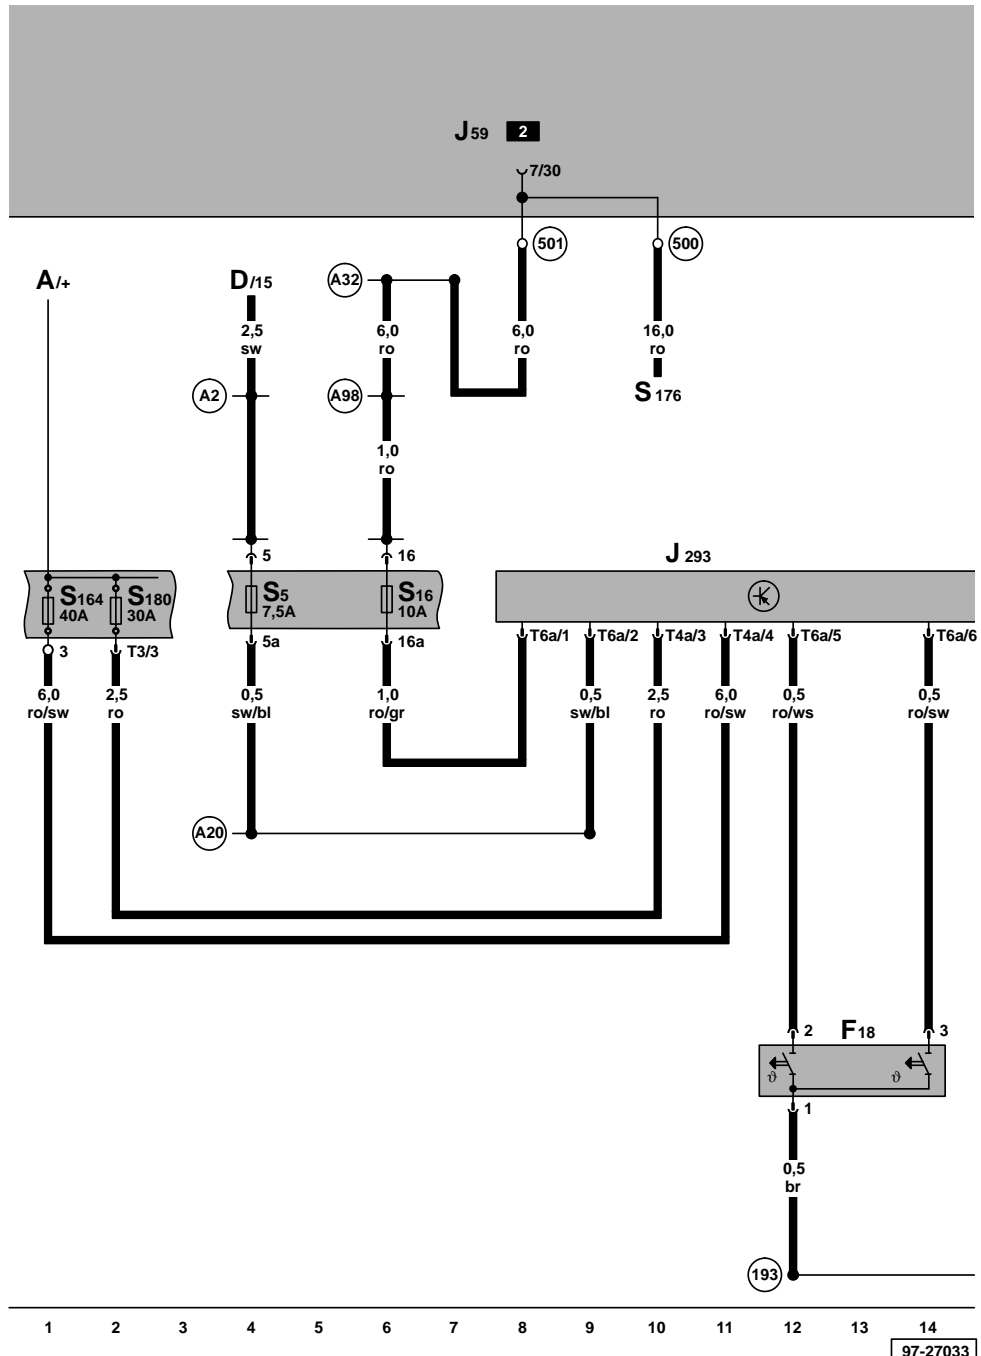 J 59 2
7/30
501 500
A/+ D/15 A32
2,5 6,0 6,0 16,0
sw ro ro ro
A2 A98 S 176
1,0
ro
5 16 J 293
S164 S180 S5 S16
40A 30A 7,5A 10A
3 T3/3 5a 16a T6a/1 T6a/2 T4a/3 T4a/4 T6a/5 T6a/6
6,0 2,5 0,5 1,0 0,5 2,5 6,0 0,5 0,5
ro/sw ro sw/bl ro/gr sw/bl ro ro/sw ro/ws ro/sw
A20
2 F18 3
ϑ ϑ
1
0,5
br
193
1 2 3 4 5 6 7 8 9 10 11 12 13 14
97-27033